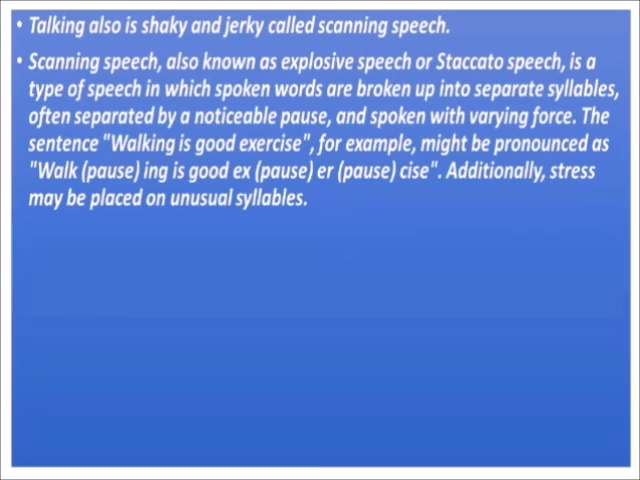 • Talking also is shaky and jerky called scanning speech.
• Scanning speech, also known as explosive speech or Staccato speech, is a
type of speech in which spoken words are broken up into separate syllables,
often separated by a noticeable pause, and spoken with varying force. The
sentence "Walking is good exercise", for example, might be pronounced as
"Walk (pause) ing is good ex (pause) er (pause) cise". Additionally, stress
may be placed on unusual syllables.